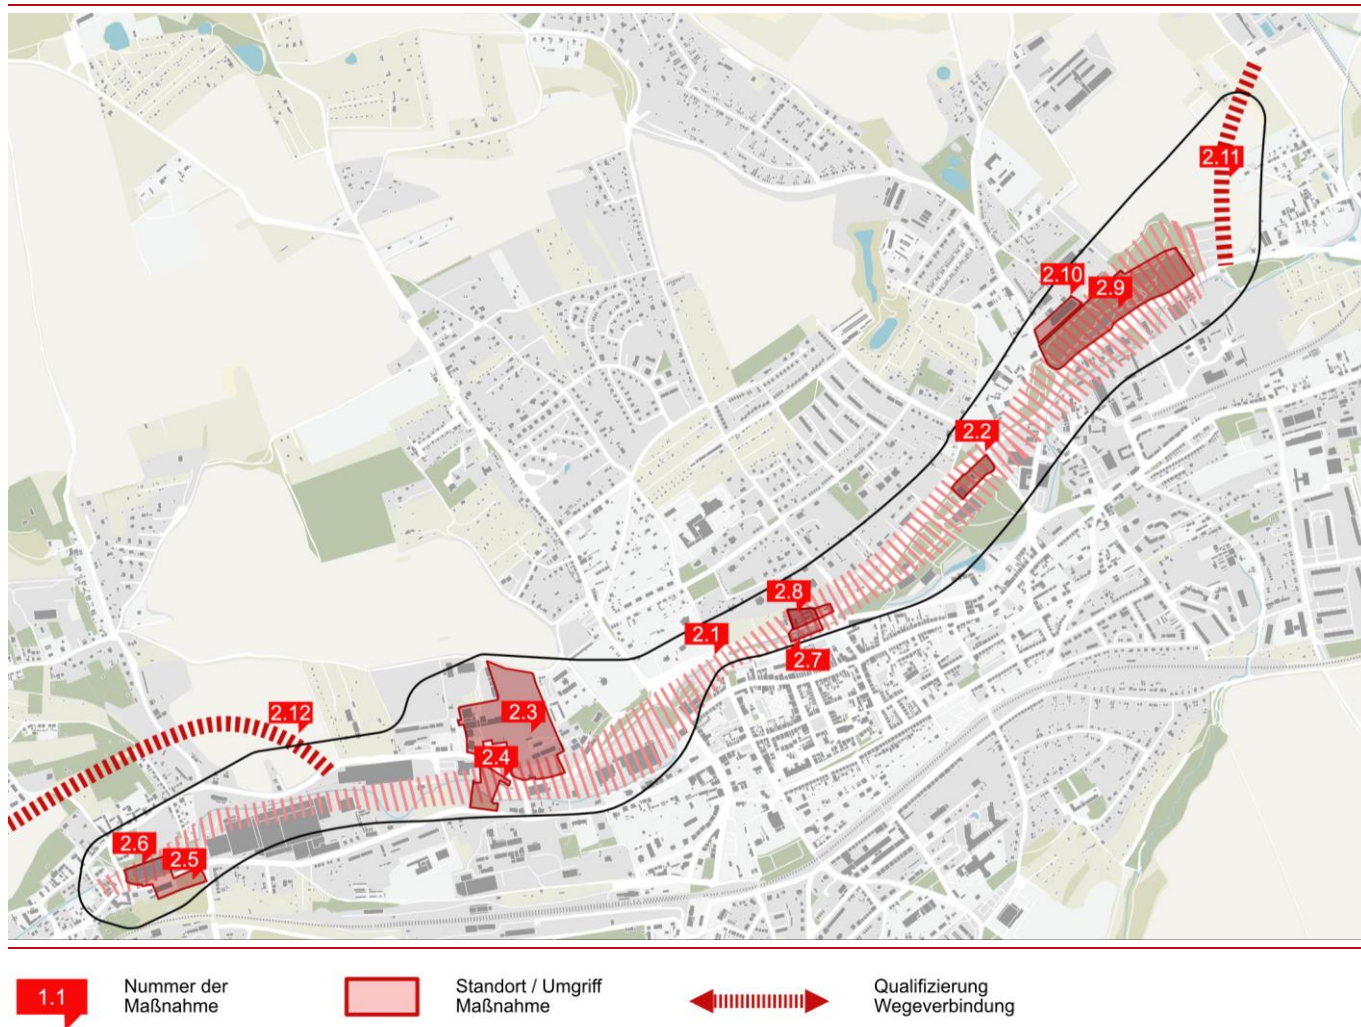 2.11
2.10
2.9
2.2
2.8
2.1
2.7
2.12
2.3
2.4
2.6
2.5
1.1
Nummer der
Maßnahme
Standort / Umgriff
Maßnahme
Qualifizierung
Wegeverbindung